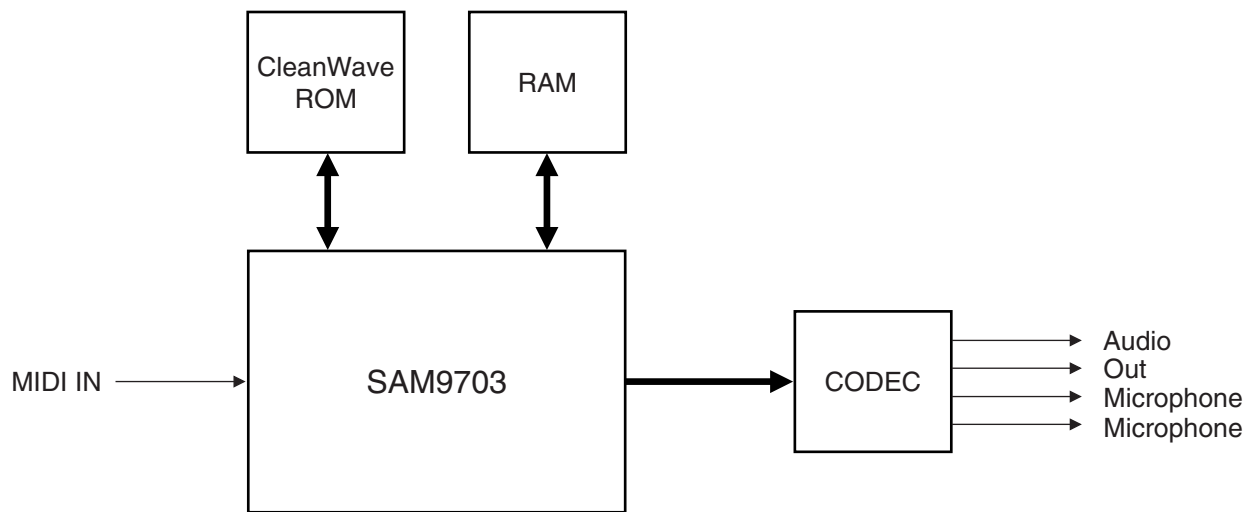 CleanWave
ROM
RAM
MIDI IN
SAM9703
CODEC
Audio
Out
Microphone
Microphone